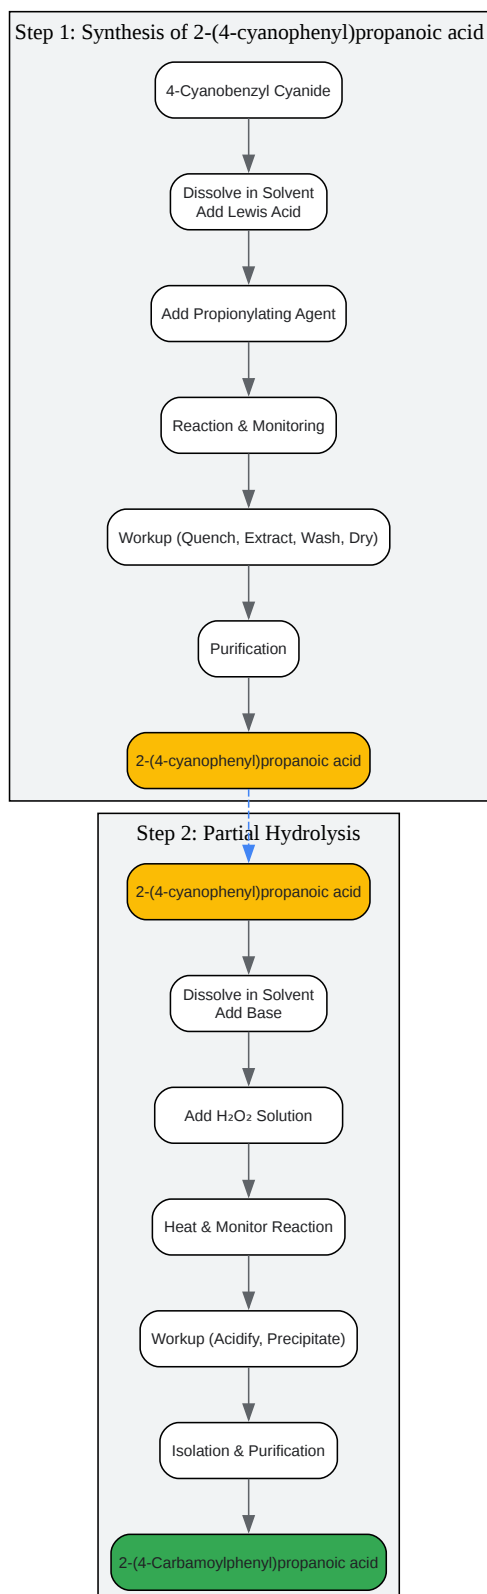 Step 1: Synthesis of 2-(4-cyanophenyl)propanoic acid
4-Cyanobenzyl Cyanide
Dissolve in Solvent
Add Lewis Acid
Add Propionylating Agent
Reaction & Monitoring
Workup (Quench, Extract, Wash, Dry)
Purification
2-(4-cyanophenyl)propanoic acid
Step 2: Partial Hydrolysis
2-(4-cyanophenyl)propanoic acid
Dissolve in Solvent
Add Base
Add H₂O₂ Solution
Heat & Monitor Reaction
Workup (Acidify, Precipitate)
Isolation & Purification
2-(4-Carbamoylphenyl)propanoic acid